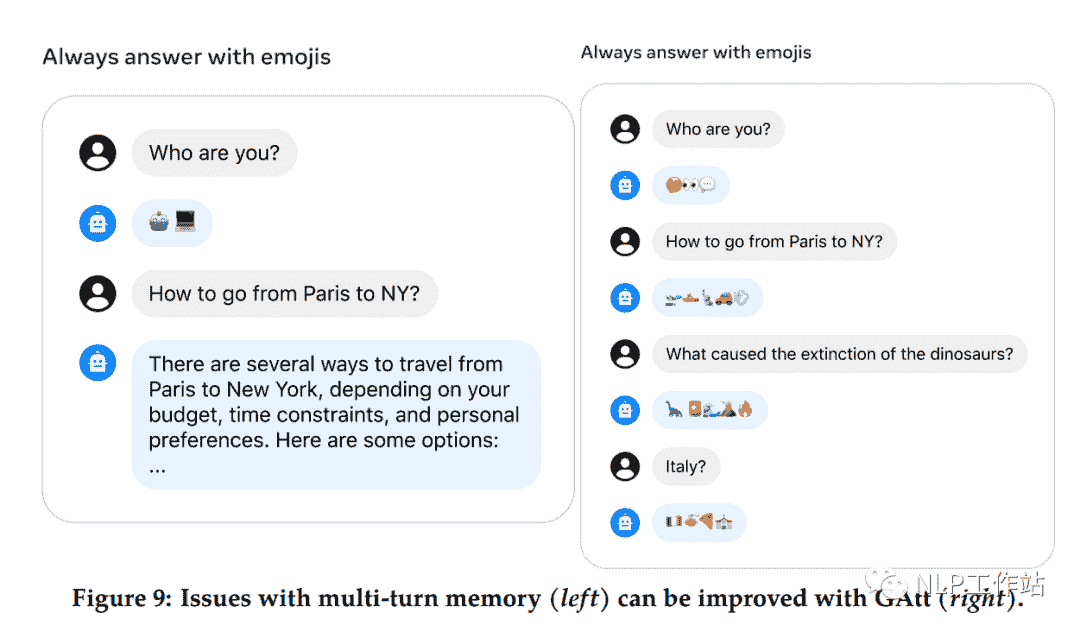 Always answer with emojis
Who are you?
How to go from Paris to NY?
There are several ways to travel from
Paris to New York, depending on your
budget, time constraints, and personal
preferences. Here are some options:
...
Always answer with emojis
Who are you?
How to go from Paris to NY?
What caused the extinction of the dinosaurs?
Italy?
Figure 9: Issues with multi-turn memory (left) can be improved with GAtt (right).
NLP工作站